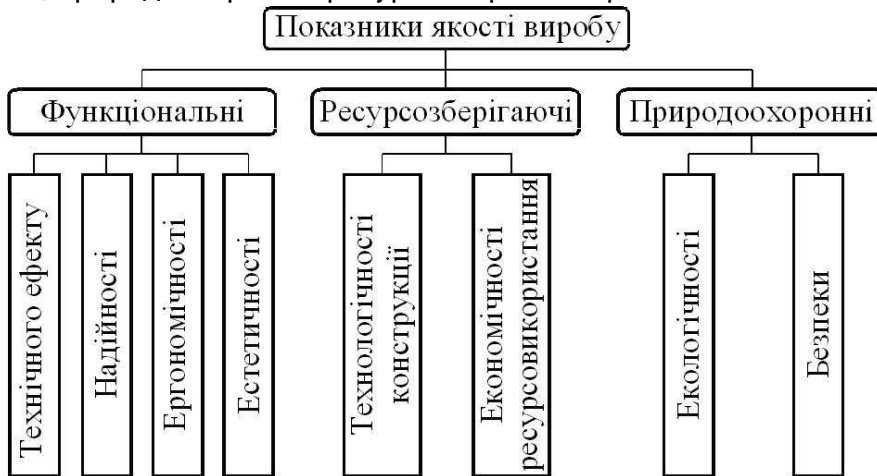 Показники якості виробу
Функціональні
Ресурсозберігаючі
Природоохоронні
Технічного ефекту
Надійності
Ергономічності
Естетичності
Технологічності
конструкції
Економічності
ресурсовикористання
Екологічності
Безпеки